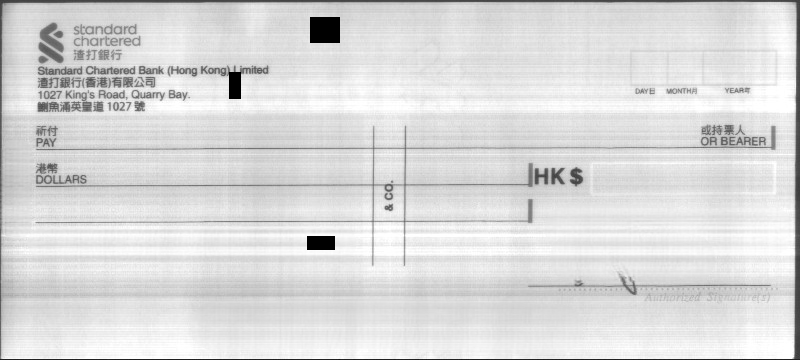 standard
chartered
渣打銀行
Standard Chartered Bank (Hong Kong) Limited
渣打銀行(香港)有限公司
1027 King's Road, Quarry Bay.
鰂魚涌英皇道 1027 號
DAY日 MONTH月 YEAR年
祈付
PAY
或持票人
OR BEARER
港幣
DOLLARS
HK $
& CO.
Authorized Signature(s)